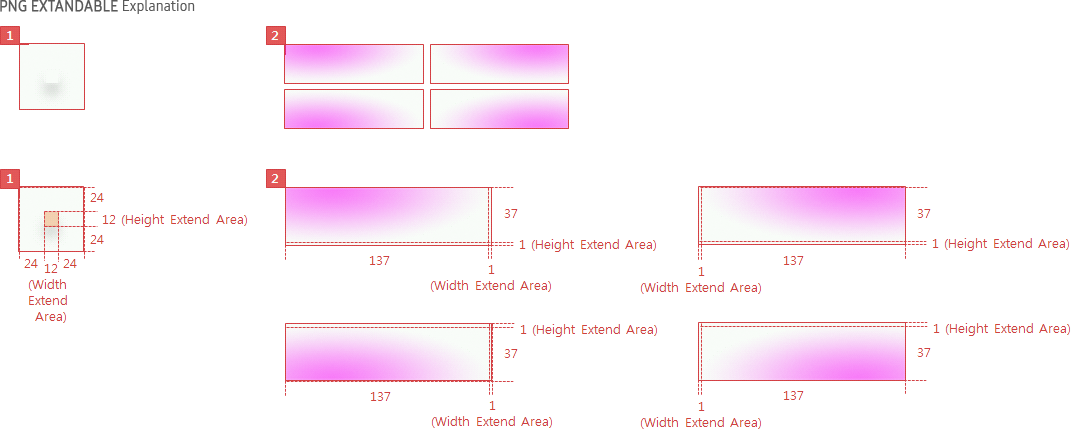 PNG EXTANDABLE Explanation
1
2
1
24
12 (Height Extend Area)
24
24
12
24
(Width
Extend
Area)
2
37
1 (Height Extend Area)
137
1
(Width Extend Area)
37
1 (Height Extend Area)
137
1
(Width Extend Area)
1 (Height Extend Area)
37
137
1
(Width Extend Area)
1 (Height Extend Area)
37
137
1
(Width Extend Area)